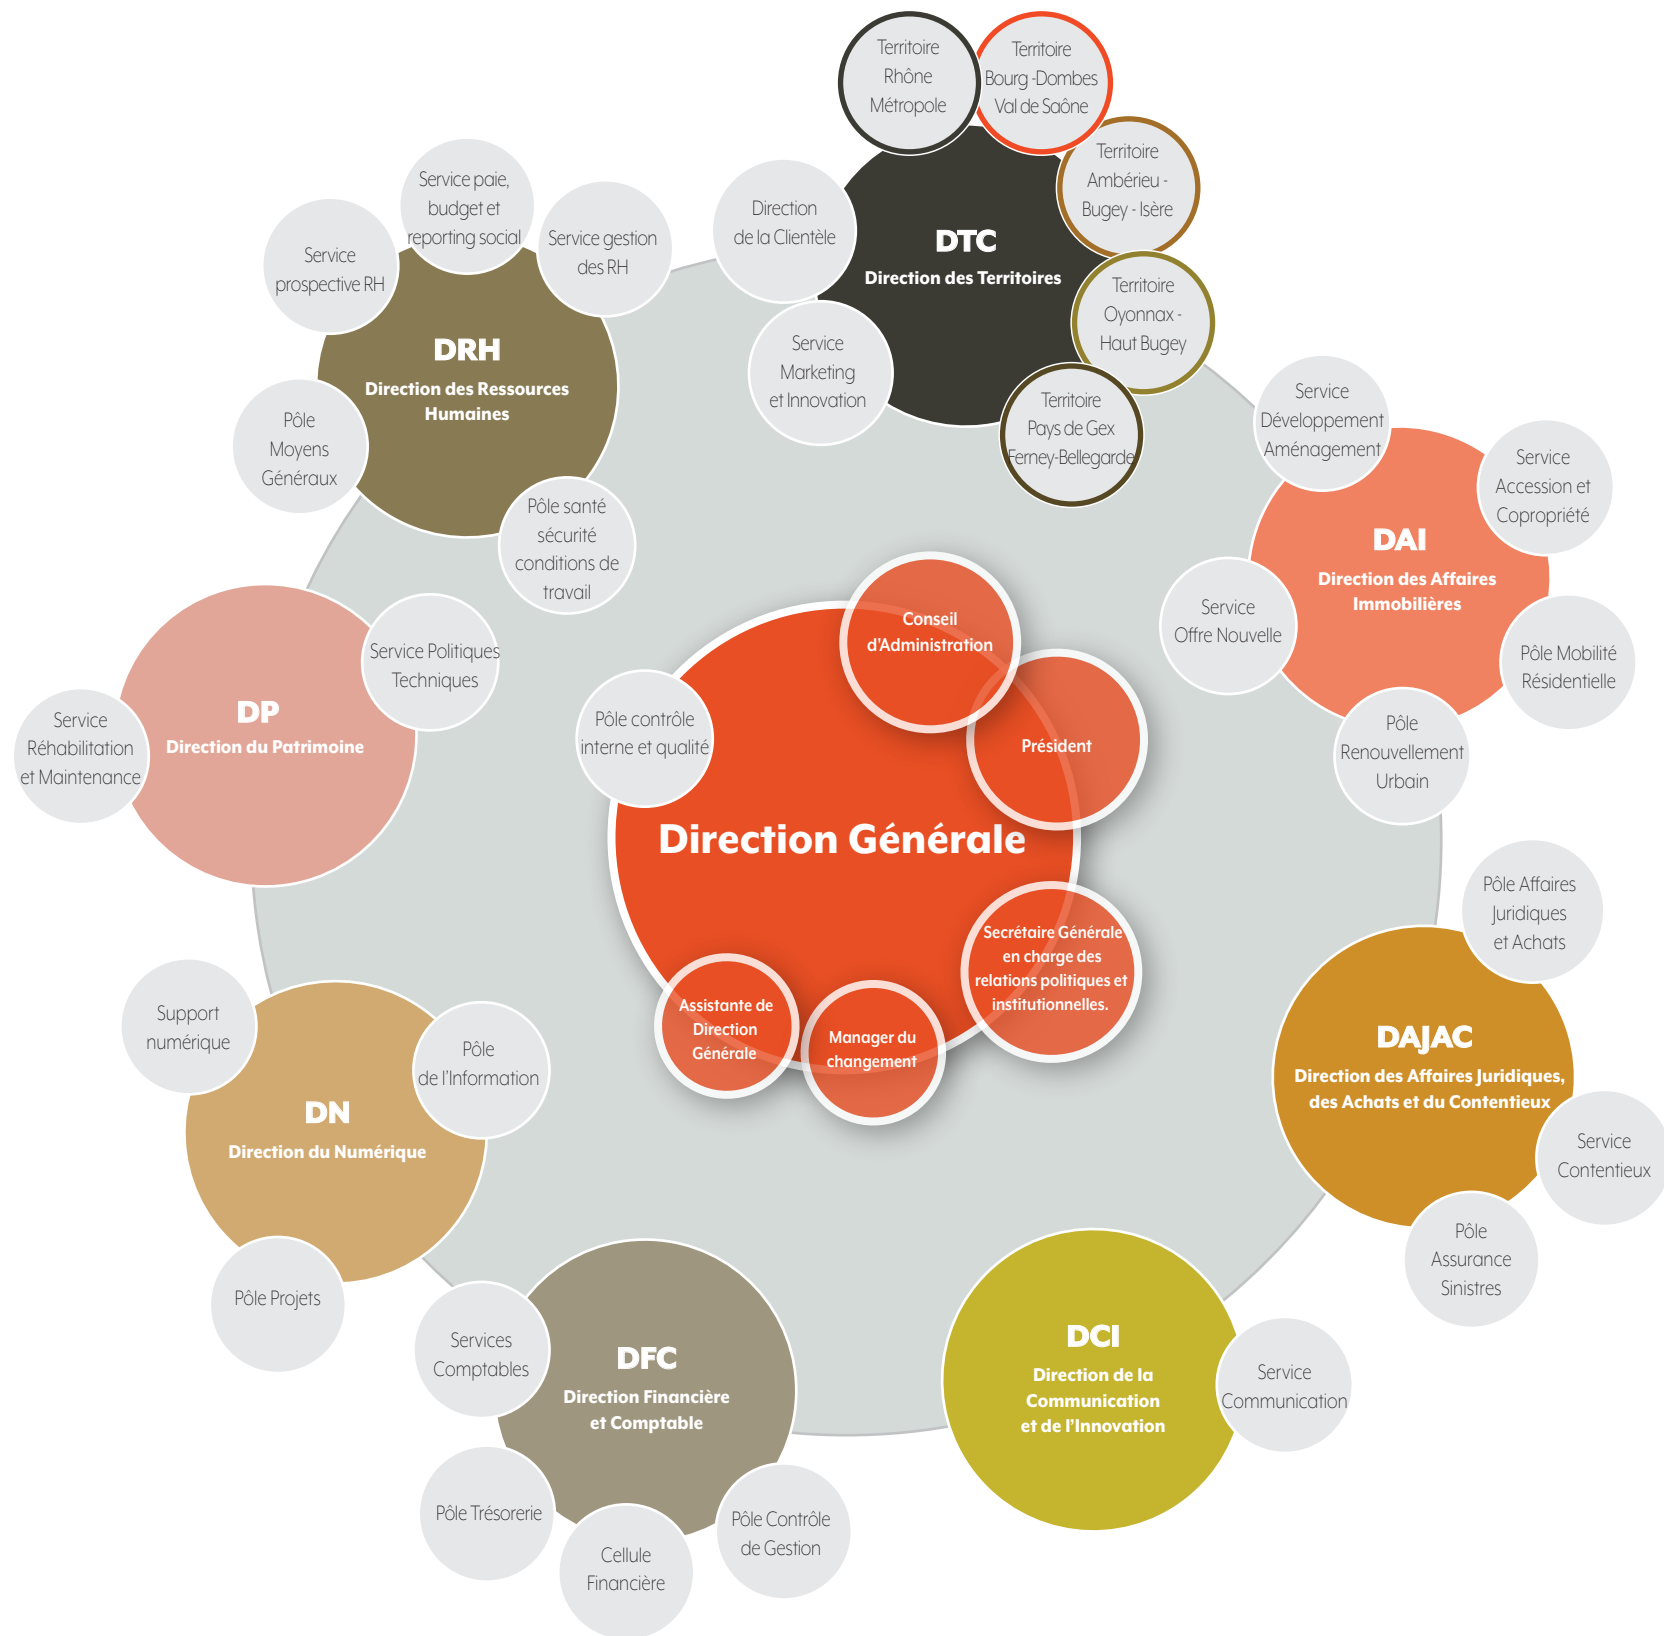 Territoire
Rhône
Métropole
Territoire
Bourg -Dombes
Val de Saône
Territoire
Ambérieu -
Bugey - Isère
Territoire
Oyonnax -
Haut Bugey
Territoire
Pays de Gex
Ferney-Bellegarde
Direction
de la Clientèle
Service
Marketing
et Innovation
DTC
Direction des Territoires
Service paie,
budget et
reporting social
Service gestion
des RH
Service
prospective RH
DRH
Direction des Ressources
Humaines
Pôle
Moyens
Généraux
Pôle santé
sécurité
conditions de
travail
Service
Développement
Aménagement
Service
Accession et
Copropriété
DAI
Direction des Affaires
Immobilières
Service
Offre Nouvelle
Pôle Mobilité
Résidentielle
Pôle
Renouvellement
Urbain
Service Politiques
Techniques
DP
Direction du Patrimoine
Service
Réhabilitation
et Maintenance
Conseil
d'Administration
Président
Pôle contrôle
interne et qualité
Direction Générale
Secrétaire Générale
en charge des
relations politiques et
institutionnelles.
Assistante de
Direction
Générale
Manager du
changement
Pôle Affaires
Juridiques
et Achats
DAJAC
Direction des Affaires Juridiques,
des Achats et du Contentieux
Service
Contentieux
Pôle
Assurance
Sinistres
Support
numérique
Pôle
de l'Information
DN
Direction du Numérique
Pôle Projets
Services
Comptables
DFC
Direction Financière
et Comptable
Pôle Trésorerie
Cellule
Financière
Pôle Contrôle
de Gestion
DCI
Direction de la
Communication
et de l'Innovation
Service
Communication